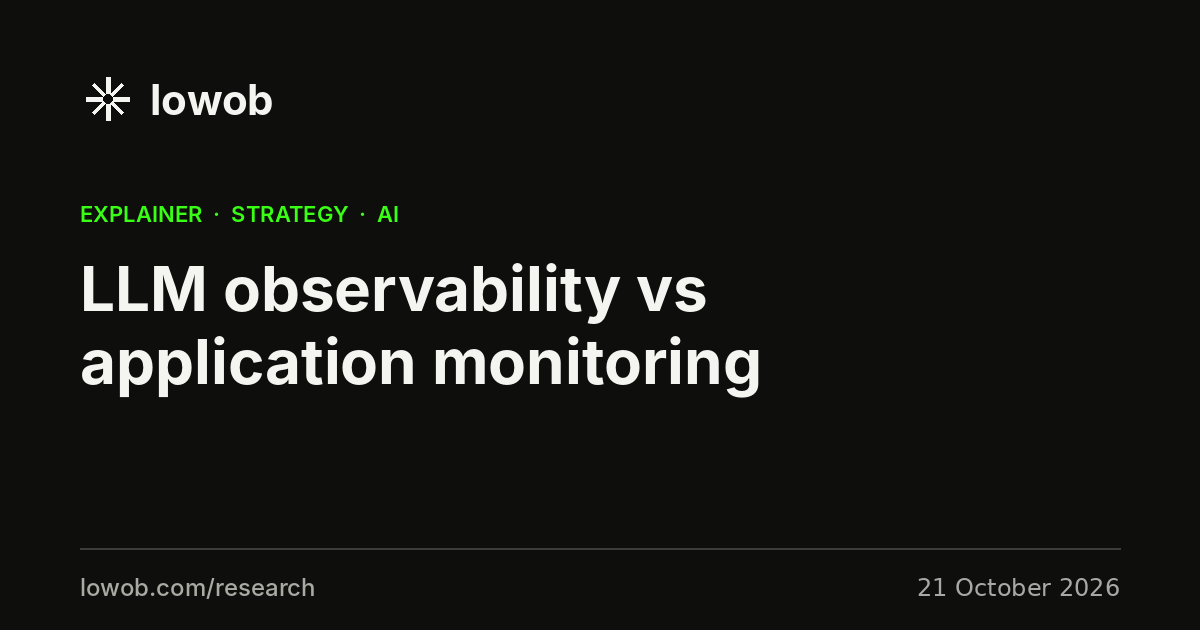 lowob
EXPLAINER · STRATEGY · AI
LLM observability vs
application monitoring
lowob.com/research
21 October 2026